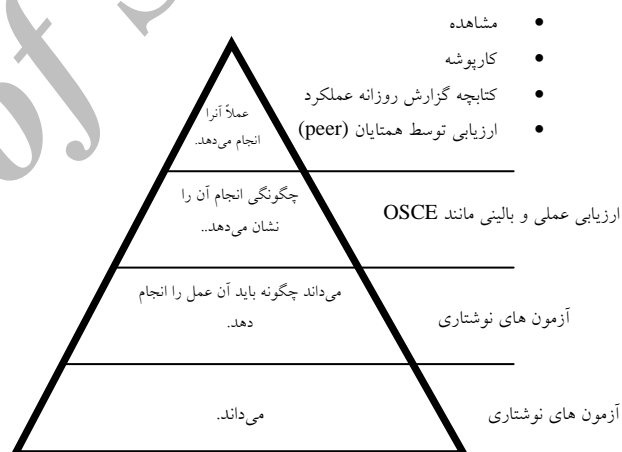 of S
مشاهده
کارپوشه
کتابچه گزارش روزانه عملکرد
ارزیابی توسط همتایان (peer)
عملاً آنرا
انجام می‌دهد.
چگونگی انجام آن را
نشان می‌دهد..
ارزیابی عملی و بالینی مانند OSCE
می‌داند چگونه باید آن عمل را انجام
دهد.
آزمون های نوشتاری
می‌داند.
آزمون های نوشتاری